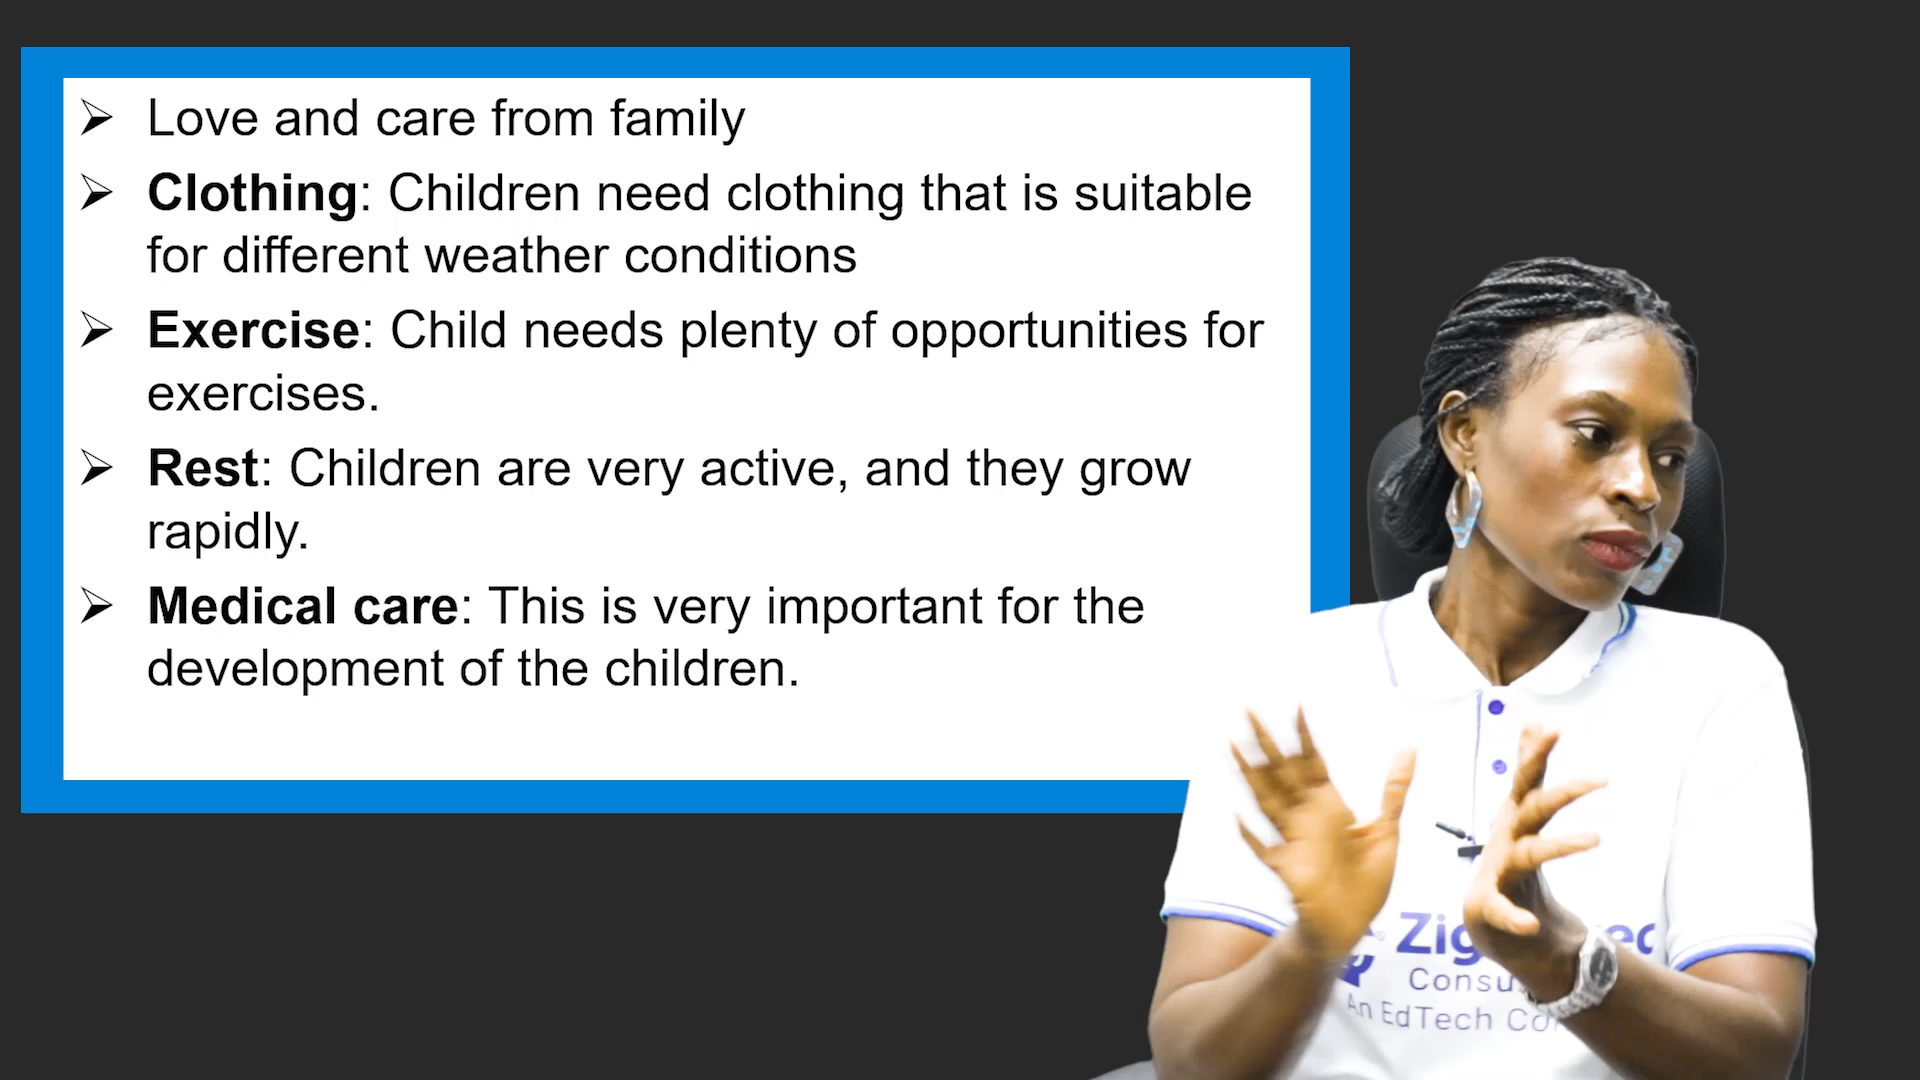 Love and care from family
Clothing: Children need clothing that is suitable
for different weather conditions
Exercise: Child needs plenty of opportunities for
exercises.
Rest: Children are very active, and they grow
rapidly.
Medical care: This is very important for the
development of the children.
An EdTech